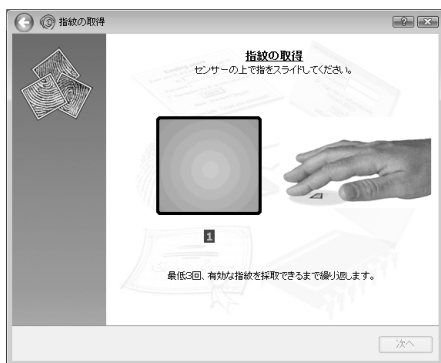 指紋の取得
指紋の取得
センサーの上で指をスライドしてください。
1
最低3回、有効な指紋を採取できるまで繰り返します。
次へ